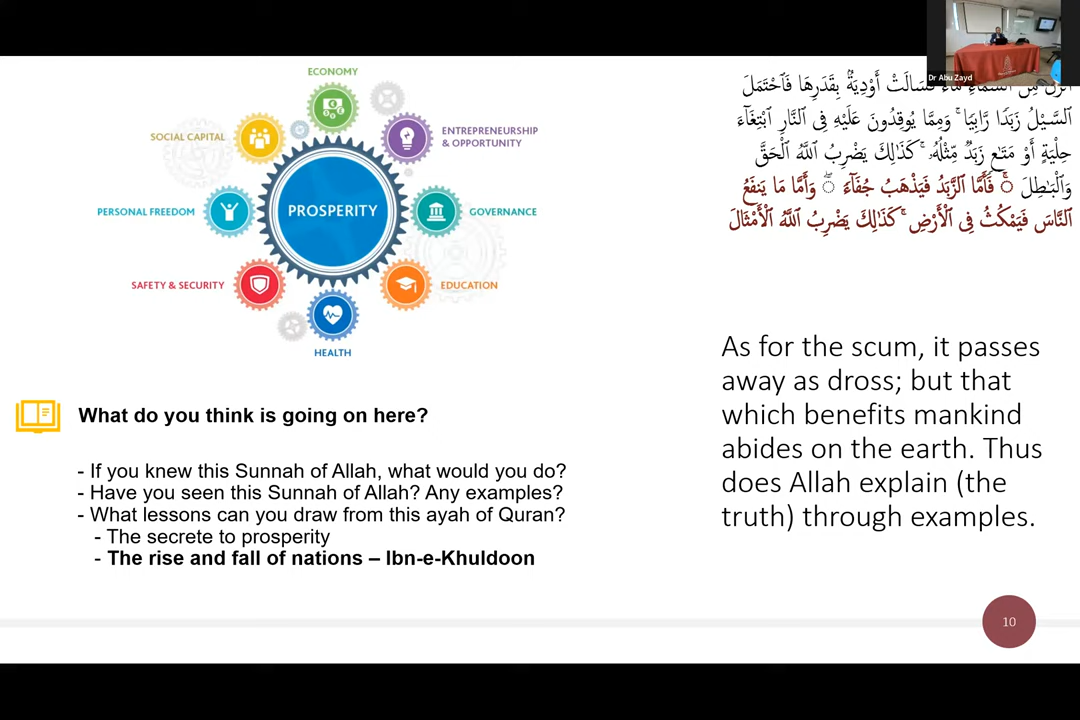 ECONOMY
SOCIAL CAPITAL
ENTREPRENEURSHIP
& OPPORTUNITY
PERSONAL FREEDOM
PROSPERITY
GOVERNANCE
SAFETY & SECURITY
EDUCATION
HEALTH
What do you think is going on here?
- If you knew this Sunnah of Allah, what would you do?
- Have you seen this Sunnah of Allah? Any examples?
- What lessons can you draw from this ayah of Quran?
- The secrete to prosperity
- The rise and fall of nations – Ibn-e-Khuldoon
Dr Abu Zayd
فَسَالَتْ أَوْدِيَةٌۢ بِقَدَرِهَا فَٱحْتَمَلَ
ٱلسَّيْلُ زَبَدًا رَّابِيًا ۚ وَمِمَّا يُوقِدُونَ عَلَيْهِ فِى ٱلنَّارِ ٱبْتِغَآءَ
حِلْيَةٍ أَوْ مَتَـٰعٍ زَبَدٌ مِّثْلُهُۥ ۚ كَذَٰلِكَ يَضْرِبُ ٱللَّهُ ٱلْحَقَّ
وَٱلْبَـٰطِلَ ۚ فَأَمَّا ٱلزَّبَدُ فَيَذْهَبُ جُفَآءً ۖ وَأَمَّا مَا يَنفَعُ
ٱلنَّاسَ فَيَمْكُثُ فِى ٱلْأَرْضِ ۚ كَذَٰلِكَ يَضْرِبُ ٱللَّهُ ٱلْأَمْثَالَ
As for the scum, it passes
away as dross; but that
which benefits mankind
abides on the earth. Thus
does Allah explain (the
truth) through examples.
10